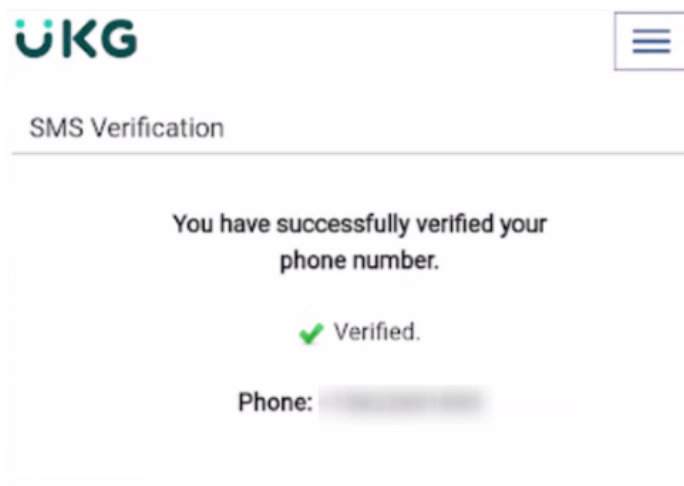 UKG
SMS Verification
You have successfully verified your
phone number.
Verified.
Phone: